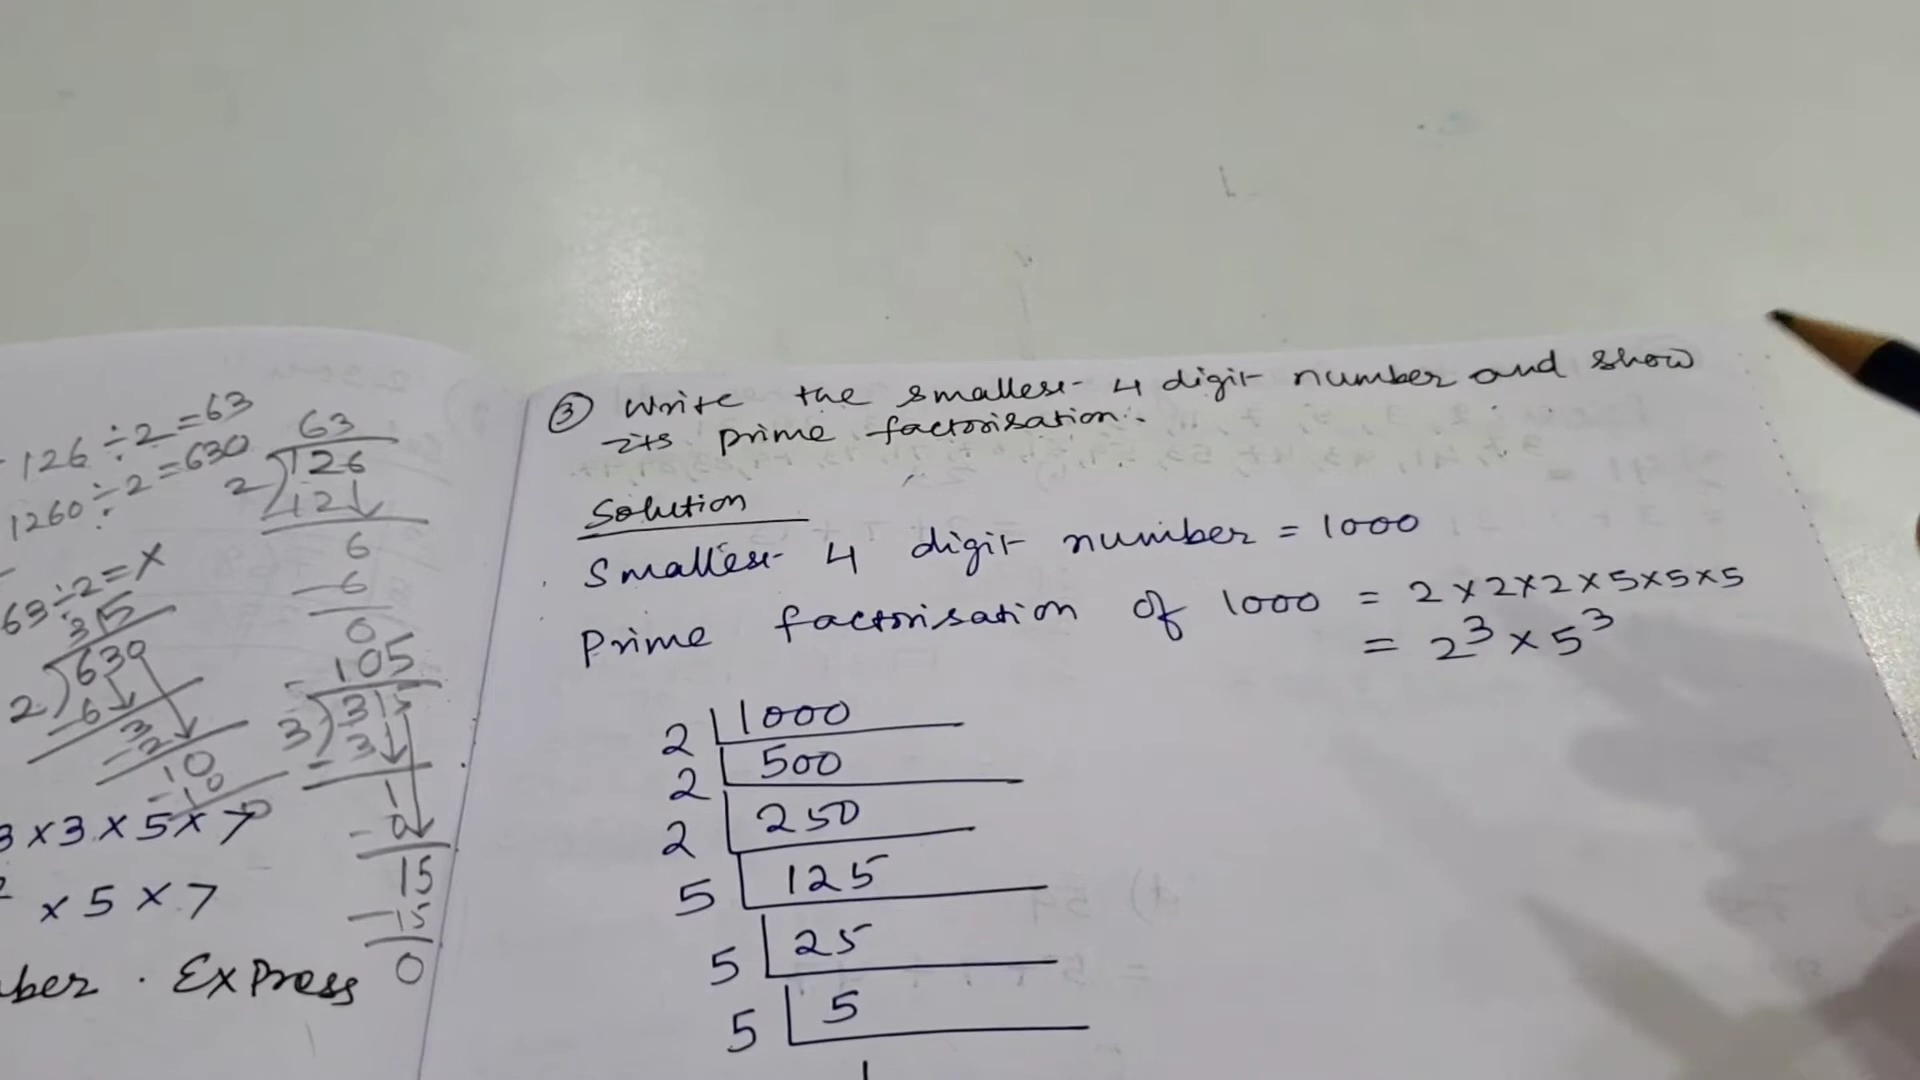 126 ÷ 2 = 63
1260 ÷ 2 = 630
63 ÷ 2 = X
63
2 126
12
6
- 6
0
315
2 630
- 6
3
- 2
10
- 10
0
105
3 315
- 3
1
- 0
15
- 15
0
3 × 3 × 5 × 7
2 × 5 × 7
ber . Express
③ Write the smallest 4 digit number and show
its prime factorisation.
Solution
Smallest 4 digit number = 1000
Prime factorisation of 1000 = 2 × 2 × 2 × 5 × 5 × 5
= 2³ × 5³
2 1000
2 500
2 250
5 125
5 25
5 5
1